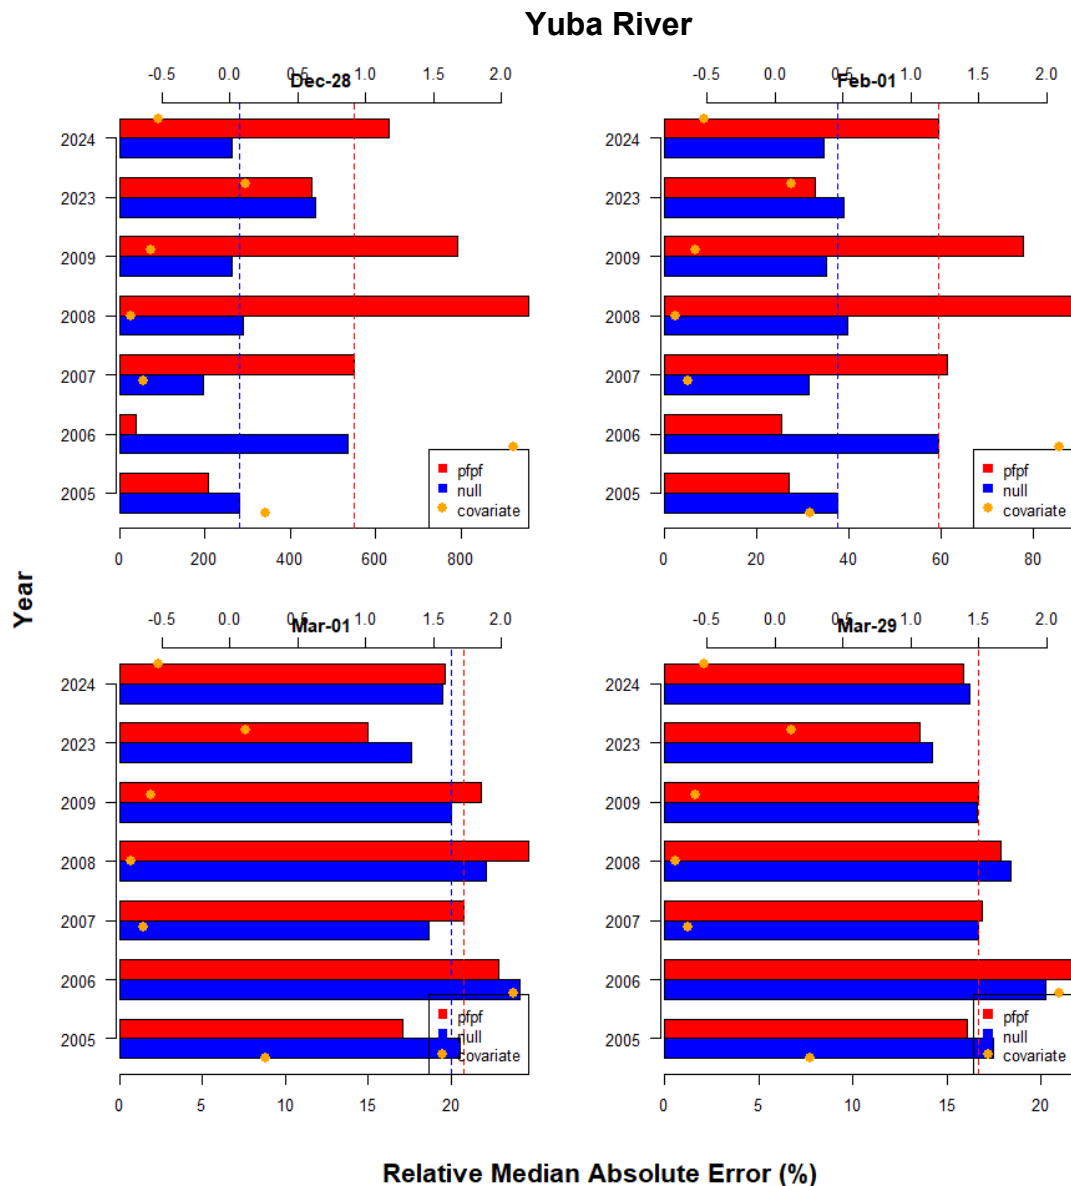 Yuba River
-0.5 0.0 0.5 1.0 1.5 2.0
Dec-28
2024
2023
2009
2008
2007
2006
2005
pfpf
null
covariate
0 200 400 600 800
-0.5 0.0 0.5 1.0 1.5 2.0
Feb-01
2024
2023
2009
2008
2007
2006
2005
pfpf
null
covariate
0 20 40 60 80
Year
-0.5 0.0 0.5 1.0 1.5 2.0
Mar-01
2024
2023
2009
2008
2007
2006
2005
pfpf
null
covariate
0 5 10 15 20
-0.5 0.0 0.5 1.0 1.5 2.0
Mar-29
2024
2023
2009
2008
2007
2006
2005
pfpf
null
covariate
0 5 10 15 20
Relative Median Absolute Error (%)